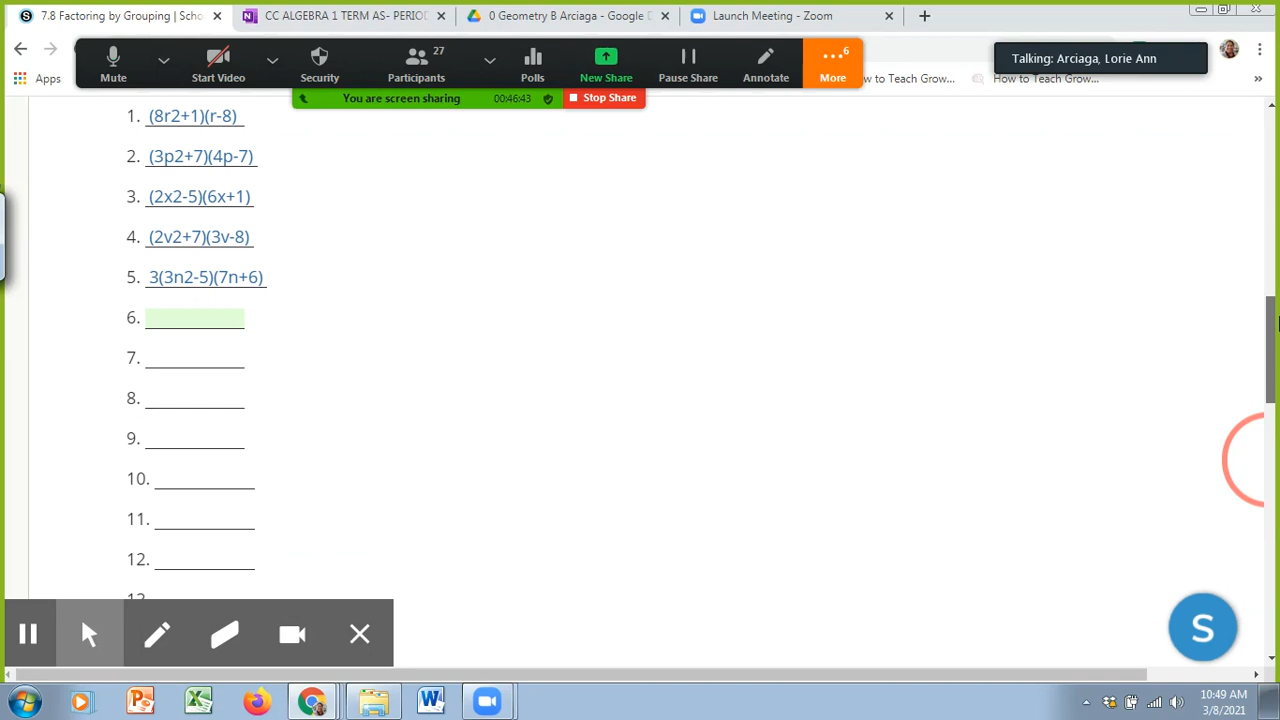 7.8 Factoring by Grouping | Scho
CC ALGEBRA 1 TERM AS- PERIOD
0 Geometry B Arciaga - Google D
Launch Meeting - Zoom
Apps
Mute
Start Video
Security
27
Participants
Polls
New Share
Pause Share
Annotate
6
More
Talking: Arciaga, Lorie Ann
ow to Teach Grow...
How to Teach Grow...
You are screen sharing
00:46:43
Stop Share
1. (8r2+1)(r-8)
2. (3p2+7)(4p-7)
3. (2x2-5)(6x+1)
4. (2v2+7)(3v-8)
5. 3(3n2-5)(7n+6)
6.
7.
8.
9.
10.
11.
12.
S
10:49 AM
3/8/2021